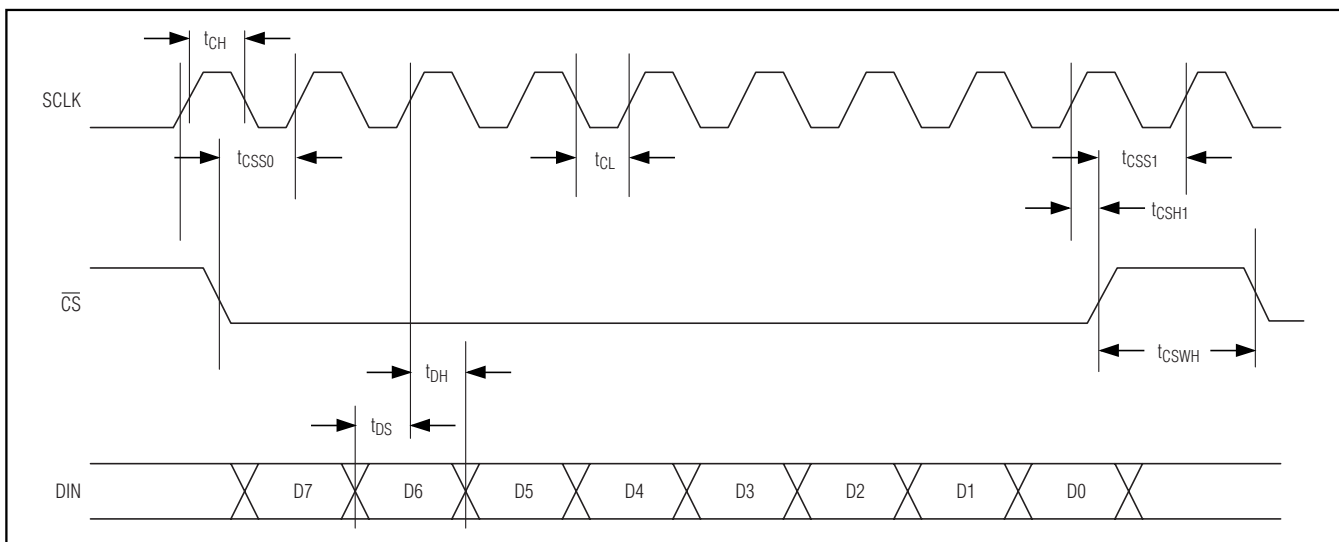 tCH
SCLK
tCSS0
tCL
tCSS1
tCSH1
CS
tCSWH
tDH
tDS
DIN
D7
D6
D5
D4
D3
D2
D1
D0